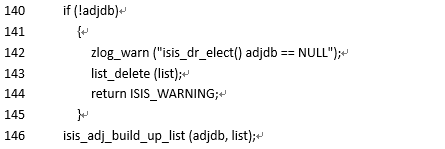 140 if (!adjdb)↵
141 {↵
142 zlog_warn ("isis_dr_elect() adjdb == NULL");↵
143 list_delete (list);↵
144 return ISIS_WARNING;↵
145 }↵
146 isis_adj_build_up_list (adjdb, list);↵